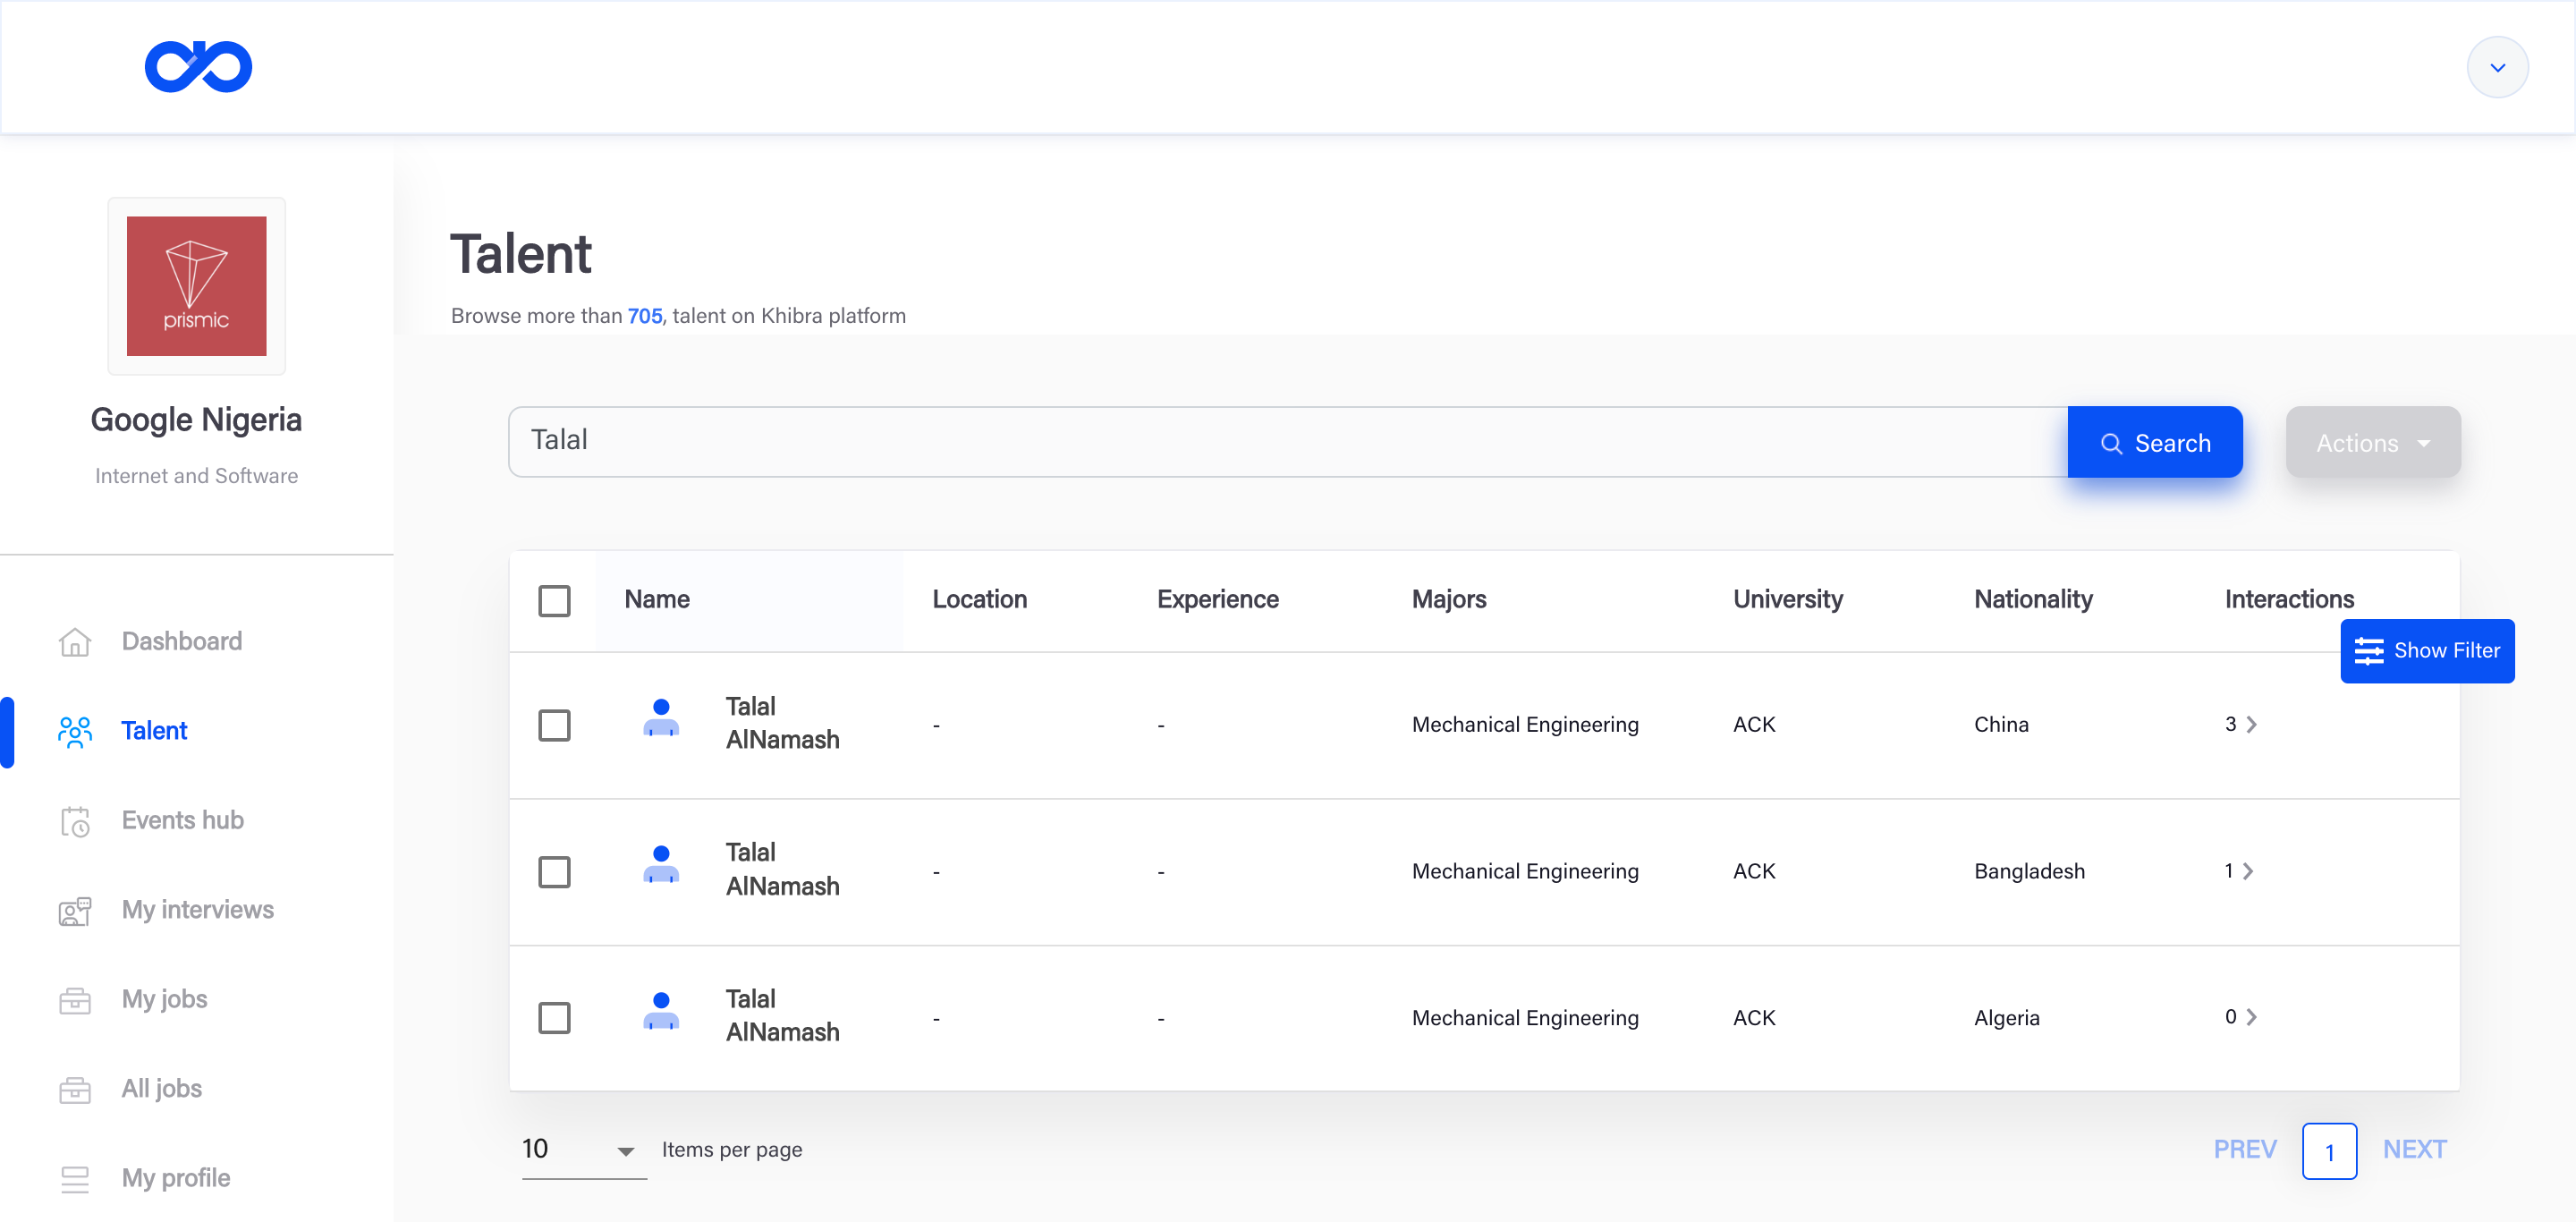 prismic
Google Nigeria
Internet and Software
Dashboard
Talent
Events hub
My interviews
My jobs
All jobs
My profile
Talent
Browse more than 705, talent on Khibra platform
Talal
Search
Actions
Name Location Experience Majors University Nationality Interactions
Show Filter
Talal
AlNamash
- - Mechanical Engineering ACK China 3
Talal
AlNamash
- - Mechanical Engineering ACK Bangladesh 1
Talal
AlNamash
- - Mechanical Engineering ACK Algeria 0
10 Items per page
PREV 1 NEXT